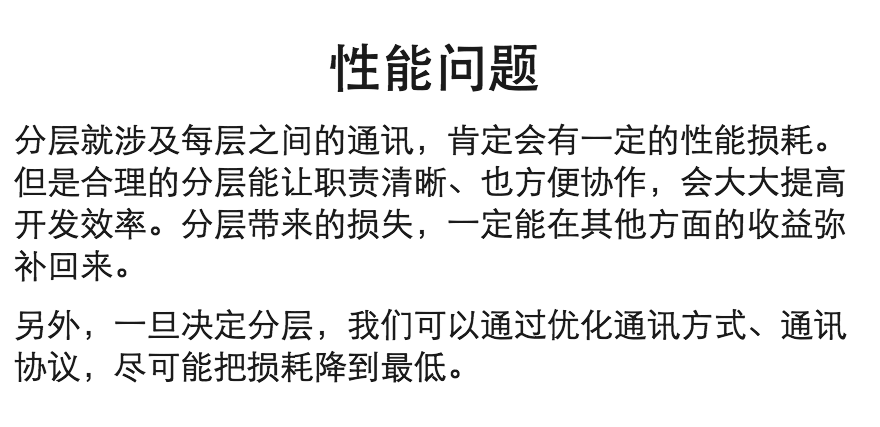 性能问题
分层就涉及每层之间的通讯，肯定会有一定的性能损耗。
但是合理的分层能让职责清晰、也方便协作，会大大提高
开发效率。分层带来的损失，一定能在其他方面的收益弥
补回来。
另外，一旦决定分层，我们可以通过优化通讯方式、通讯
协议，尽可能把损耗降到最低。